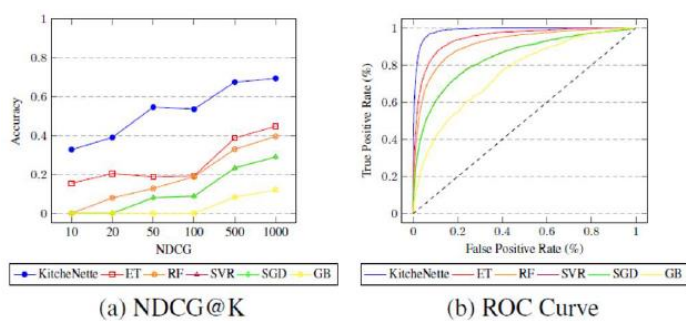 1
0.8
0.6
0.4
0.2
0
Accuracy
10 20 50 100 500 1000
NDCG
KitcheNette ET RF SVR SGD GB
(a) NDCG@K
1
0.8
0.6
0.4
0.2
0
True Positive Rate (%)
0 0.2 0.4 0.6 0.8 1
False Positive Rate (%)
KitcheNette ET RF SVR SGD GB
(b) ROC Curve